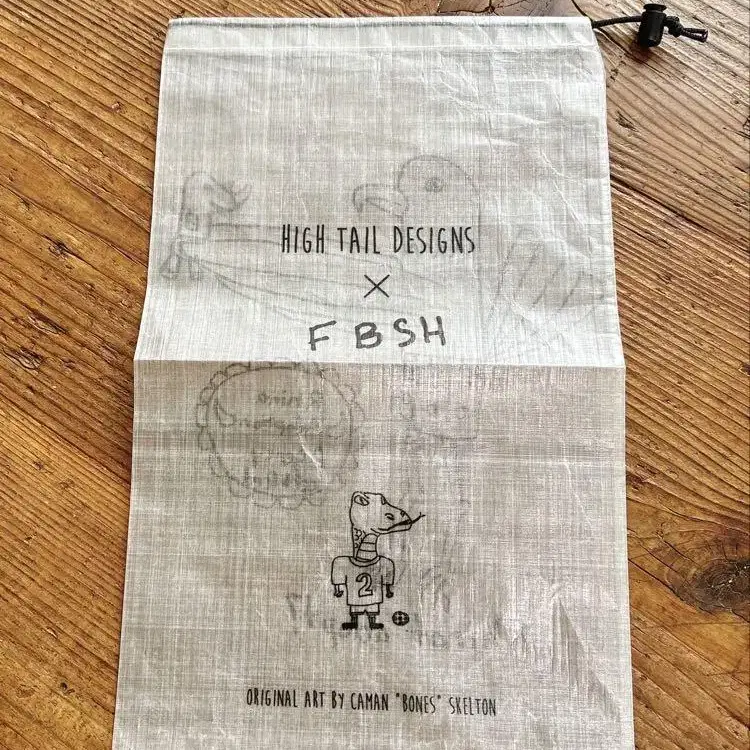 HIGH TAIL DESIGNS
X
FBSH
2
ORIGINAL ART BY CAMAN "BONES" SKELTON